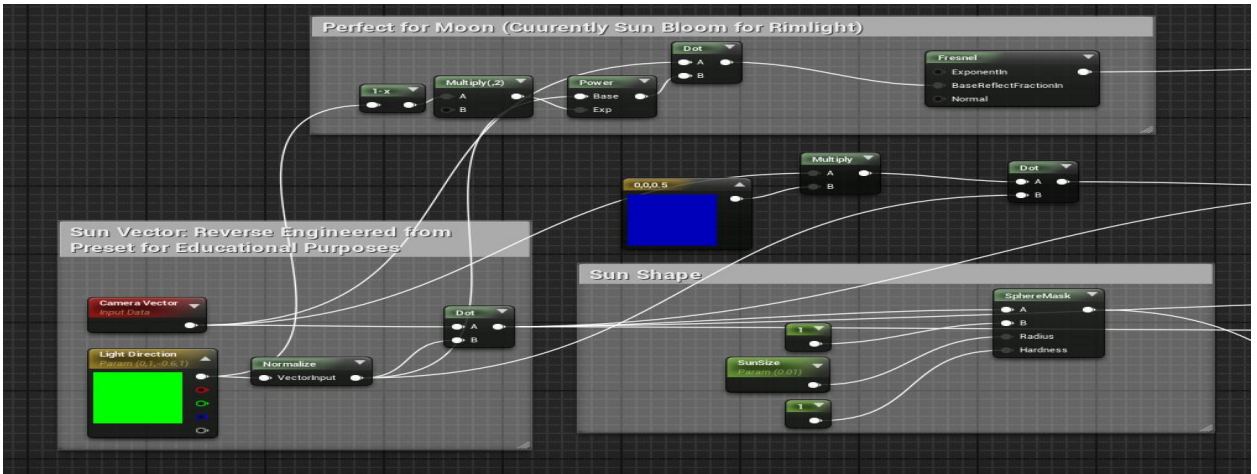 Perfect for Moon (Cuurently Sun Bloom for Rimlight)
Dot
A
B
Fresnel
ExponentIn
BaseReflectFractionIn
Normal
1-x
Multiply(,2)
A
B
Power
Base
Exp
Multiply
A
B
Dot
A
B
0,0,0.5
Sun Vector: Reverse Engineered from
Preset for Educational Purposes
Camera Vector
Input Data
Light Direction
Param (0,1,-0.6,1)
Normalize
VectorInput
Dot
A
B
Sun Shape
SphereMask
A
B
Radius
Hardness
1
SunSize
Param (0.01)
1